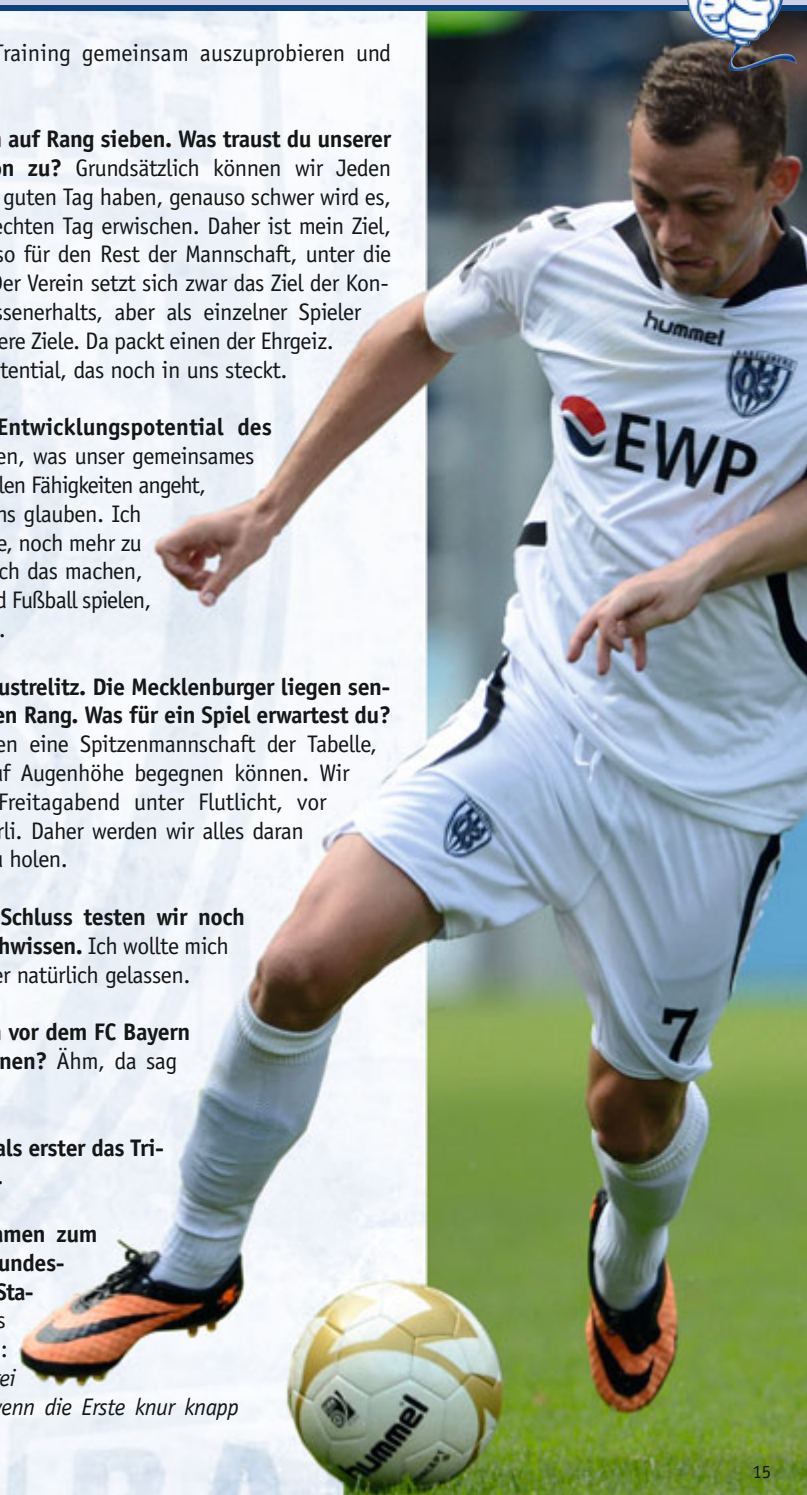 Training gemeinsam auszuprobieren und
auf Rang sieben. Was traust du unserer
zu? Grundsätzlich können wir Jeden
guten Tag haben, genauso schwer wird es,
echten Tag erwischen. Daher ist mein Ziel,
so für den Rest der Mannschaft, unter die
Der Verein setzt sich zwar das Ziel der Kon-
ssenerhalts, aber als einzelner Spieler
ere Ziele. Da packt einen der Ehrgeiz.
tential, das noch in uns steckt.
Entwicklungspotential des
en, was unser gemeinsames
len Fähigkeiten angeht,
ns glauben. Ich
e, noch mehr zu
ch das machen,
d Fußball spielen,
ustrelitz. Die Mecklenburger liegen sen-
en Rang. Was für ein Spiel erwartest du?
en eine Spitzenmannschaft der Tabelle,
uf Augenhöhe begegnen können. Wir
Freitagabend unter Flutlicht, vor
rli. Daher werden wir alles daran
u holen.
Schluss testen wir noch
hwissen. Ich wollte mich
er natürlich gelassen.
vor dem FC Bayern
nen? Ähm, da sag
als erster das Tri-
amen zum
undes-
Sta-
s
:
ei
wenn die Erste knur knapp
hummel
BABELSBERG
03
EWP
7
hummel
15